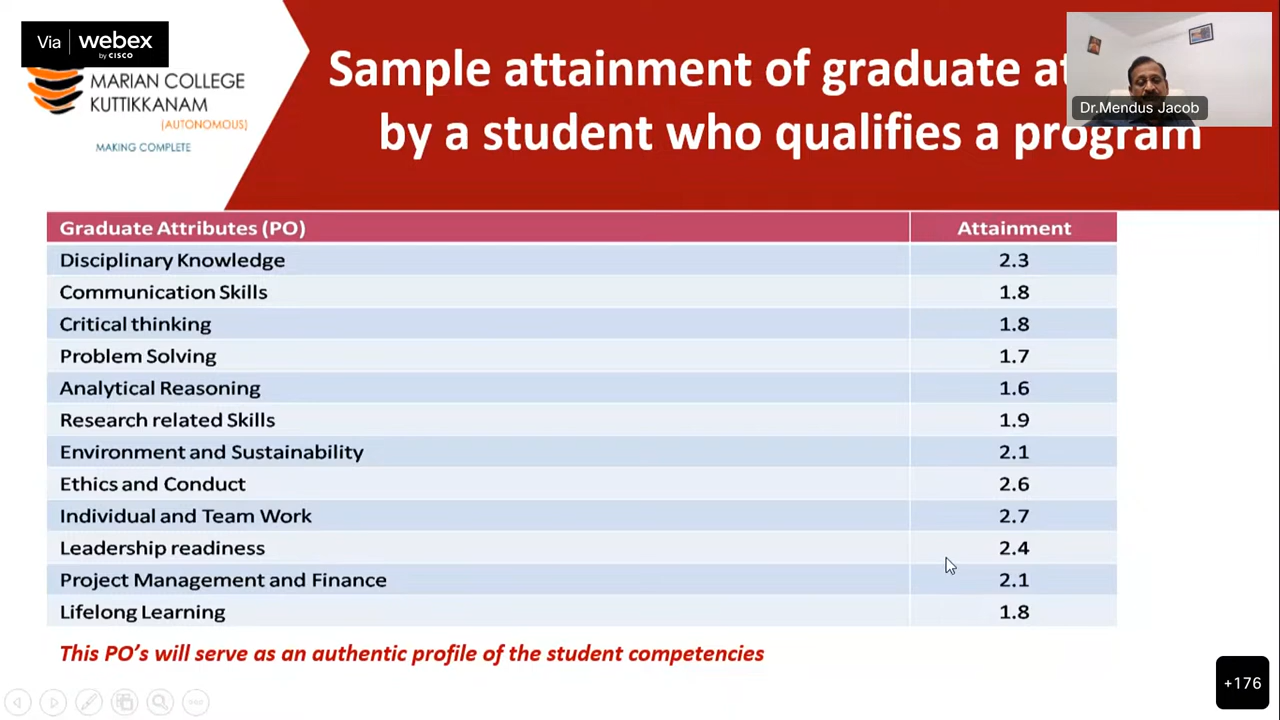 Via webex
by CISCO
MARIAN COLLEGE
KUTTIKKANAM
(AUTONOMOUS)
MAKING COMPLETE
Sample attainment of graduate
by a student who qualifies a program
Dr.Mendus Jacob
Graduate Attributes (PO) Attainment
Disciplinary Knowledge 2.3
Communication Skills 1.8
Critical thinking 1.8
Problem Solving 1.7
Analytical Reasoning 1.6
Research related Skills 1.9
Environment and Sustainability 2.1
Ethics and Conduct 2.6
Individual and Team Work 2.7
Leadership readiness 2.4
Project Management and Finance 2.1
Lifelong Learning 1.8
This PO's will serve as an authentic profile of the student competencies
+176